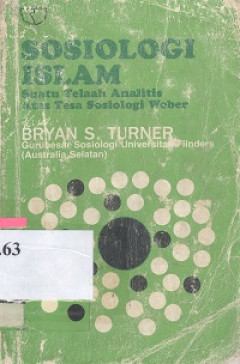 SOSIOLOGI
ISLAM
Suatu Telaah Analitis
atas Tesa Sosiologi Weber
BRYAN S. TURNER
Gurubesar Sosiologi Universitas Flinders
(Australia Selatan)
.63